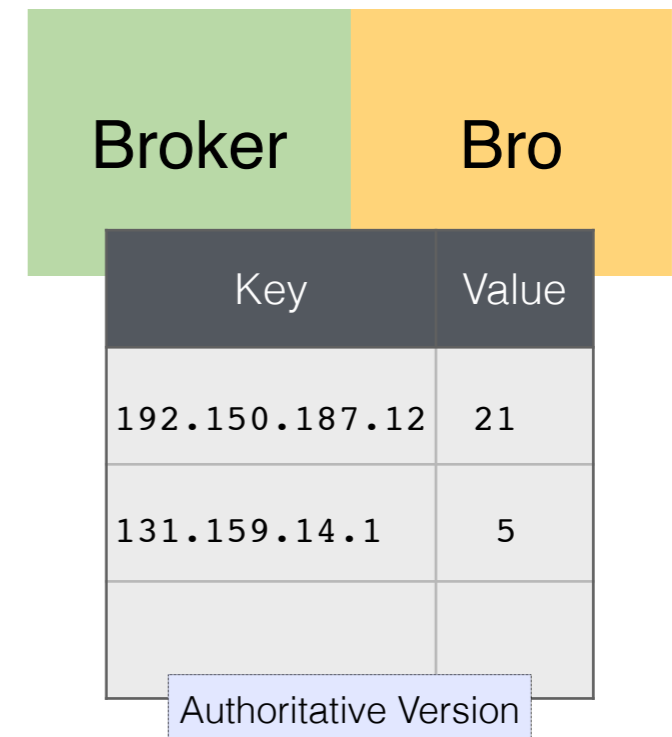 Broker Bro
Key Value
192.150.187.12 21
131.159.14.1 5
Authoritative Version